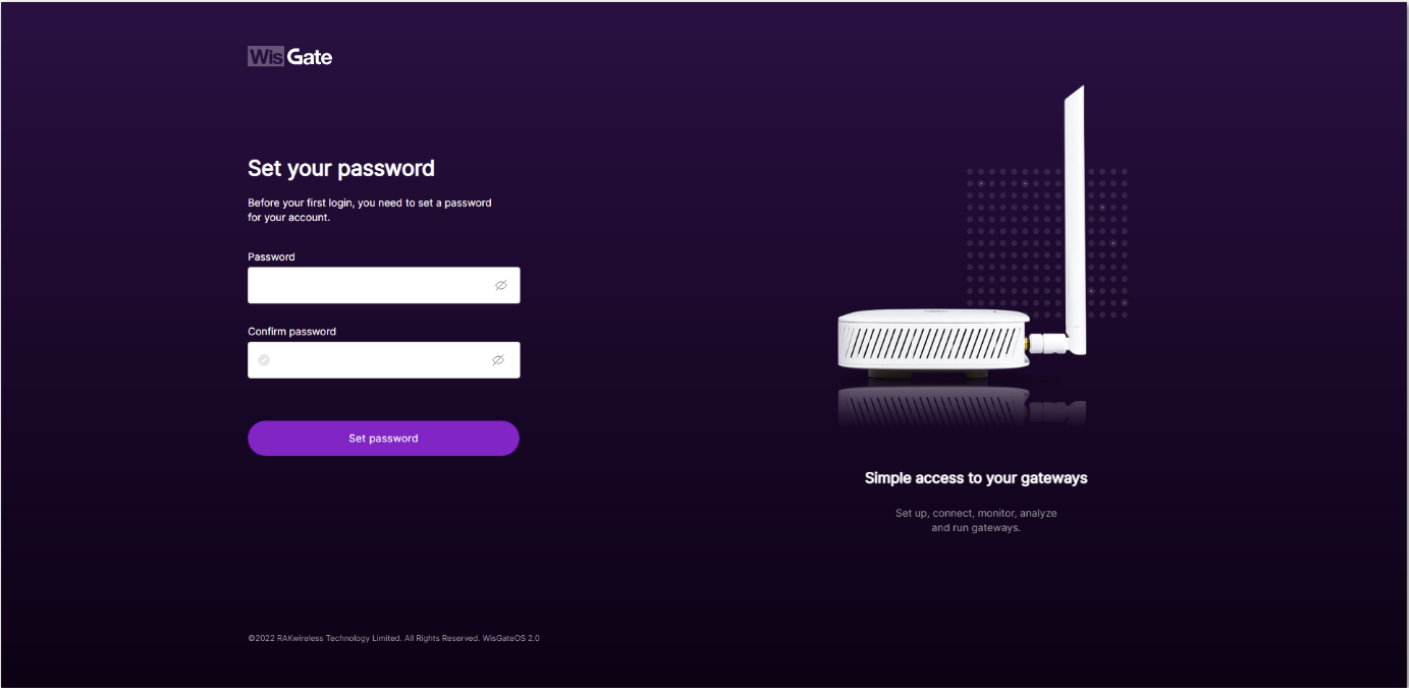 WisGate
Set your password
Before your first login, you need to set a password
for your account.
Password
Confirm password
Set password
Simple access to your gateways
Set up, connect, monitor, analyze
and run gateways.
©2022 RAKwireless Technology Limited. All Rights Reserved. WisGateOS 2.0